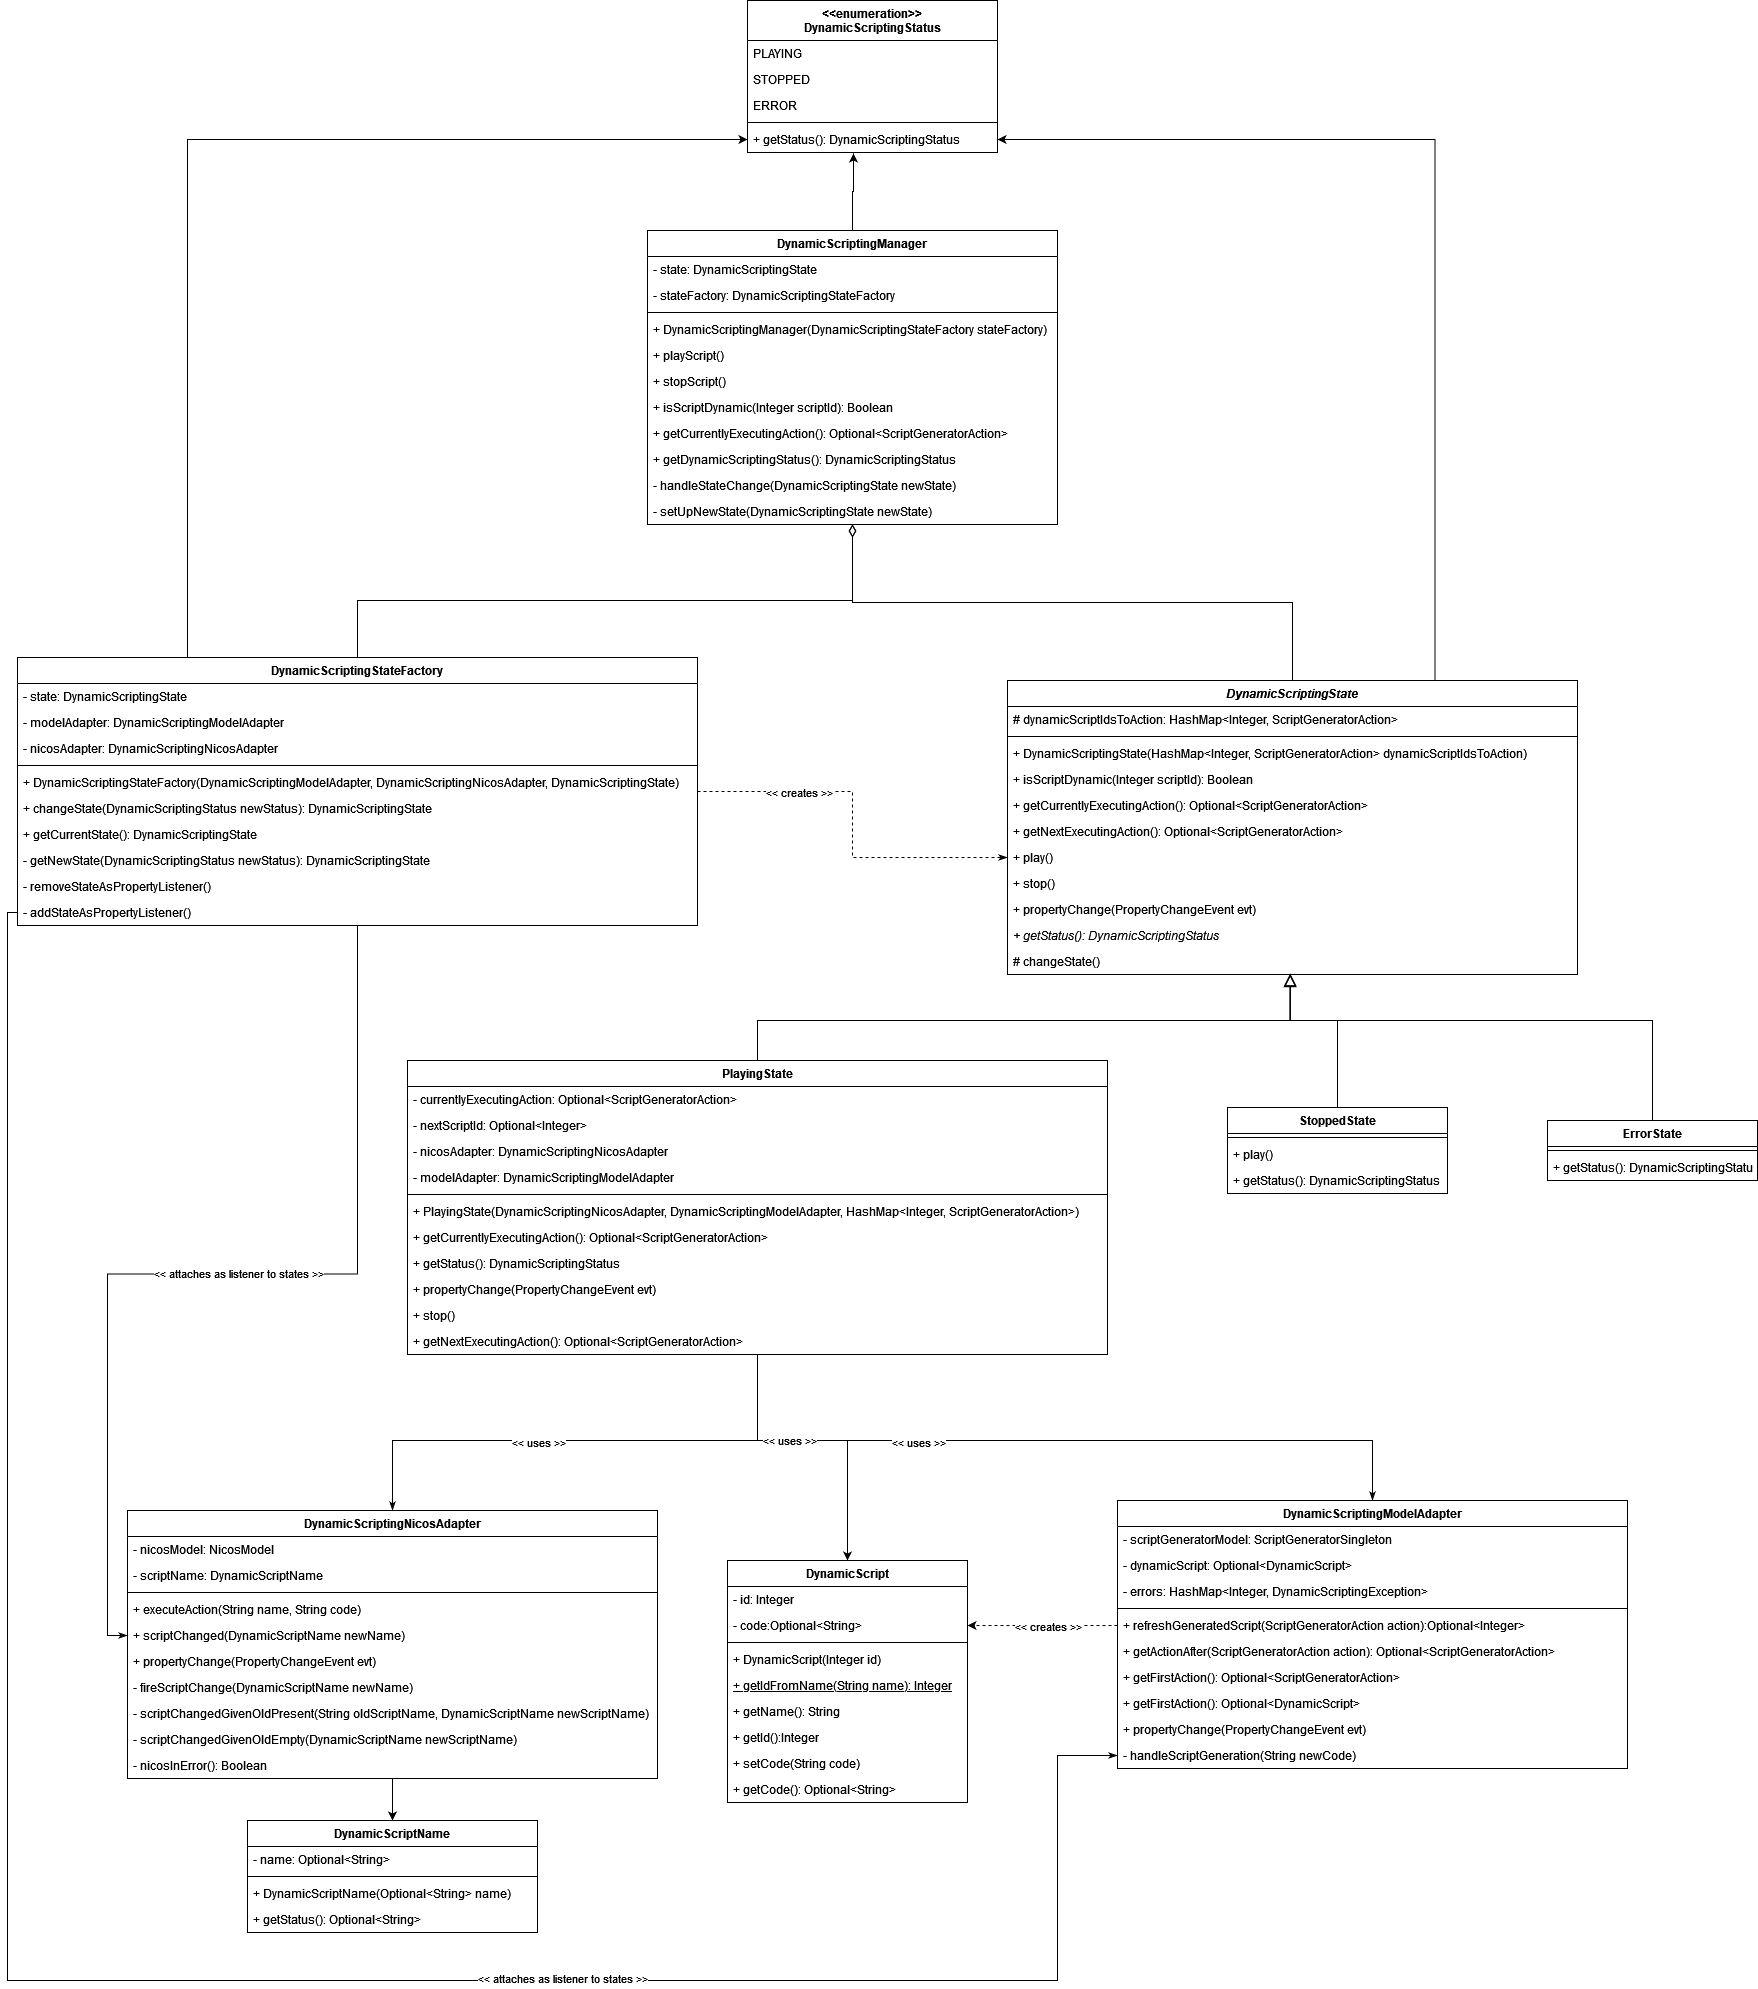 <<enumeration>>
DynamicScriptingStatus
PLAYING
STOPPED
ERROR
+ getStatus(): DynamicScriptingStatus
DynamicScriptingManager
- state: DynamicScriptingState
- stateFactory: DynamicScriptingStateFactory
+ DynamicScriptingManager(DynamicScriptingStateFactory stateFactory)
+ playScript()
+ stopScript()
+ isScriptDynamic(Integer scriptId): Boolean
+ getCurrentlyExecutingAction(): Optional<ScriptGeneratorAction>
+ getDynamicScriptingStatus(): DynamicScriptingStatus
- handleStateChange(DynamicScriptingState newState)
- setUpNewState(DynamicScriptingState newState)
DynamicScriptingStateFactory
- state: DynamicScriptingState
- modelAdapter: DynamicScriptingModelAdapter
- nicosAdapter: DynamicScriptingNicosAdapter
+ DynamicScriptingStateFactory(DynamicScriptingModelAdapter, DynamicScriptingNicosAdapter, DynamicScriptingState)
+ changeState(DynamicScriptingStatus newStatus): DynamicScriptingState
+ getCurrentState(): DynamicScriptingState
- getNewState(DynamicScriptingStatus newStatus): DynamicScriptingState
- removeStateAsPropertyListener()
- addStateAsPropertyListener()
<< creates >>
DynamicScriptingState
# dynamicScriptIdsToAction: HashMap<Integer, ScriptGeneratorAction>
+ DynamicScriptingState(HashMap<Integer, ScriptGeneratorAction> dynamicScriptIdsToAction)
+ isScriptDynamic(Integer scriptId): Boolean
+ getCurrentlyExecutingAction(): Optional<ScriptGeneratorAction>
+ getNextExecutingAction(): Optional<ScriptGeneratorAction>
+ play()
+ stop()
+ propertyChange(PropertyChangeEvent evt)
+ getStatus(): DynamicScriptingStatus
# changeState()
PlayingState
- currentlyExecutingAction: Optional<ScriptGeneratorAction>
- nextScriptId: Optional<Integer>
- nicosAdapter: DynamicScriptingNicosAdapter
- modelAdapter: DynamicScriptingModelAdapter
+ PlayingState(DynamicScriptingNicosAdapter, DynamicScriptingModelAdapter, HashMap<Integer, ScriptGeneratorAction>)
+ getCurrentlyExecutingAction(): Optional<ScriptGeneratorAction>
+ getStatus(): DynamicScriptingStatus
+ propertyChange(PropertyChangeEvent evt)
+ stop()
+ getNextExecutingAction(): Optional<ScriptGeneratorAction>
StoppedState
+ play()
+ getStatus(): DynamicScriptingStatus
ErrorState
+ getStatus(): DynamicScriptingStatu
<< attaches as listener to states >>
<< uses >>
<< uses >>
<< uses >>
DynamicScriptingNicosAdapter
- nicosModel: NicosModel
- scriptName: DynamicScriptName
+ executeAction(String name, String code)
+ scriptChanged(DynamicScriptName newName)
+ propertyChange(PropertyChangeEvent evt)
- fireScriptChange(DynamicScriptName newName)
- scriptChangedGivenOldPresent(String oldScriptName, DynamicScriptName newScriptName)
- scriptChangedGivenOldEmpty(DynamicScriptName newScriptName)
- nicosInError(): Boolean
DynamicScript
- id: Integer
- code:Optional<String>
+ DynamicScript(Integer id)
+ getIdFromName(String name): Integer
+ getName(): String
+ getId():Integer
+ setCode(String code)
+ getCode(): Optional<String>
<< creates >>
DynamicScriptingModelAdapter
- scriptGeneratorModel: ScriptGeneratorSingleton
- dynamicScript: Optional<DynamicScript>
- errors: HashMap<Integer, DynamicScriptingException>
+ refreshGeneratedScript(ScriptGeneratorAction action):Optional<Integer>
+ getActionAfter(ScriptGeneratorAction action): Optional<ScriptGeneratorAction>
+ getFirstAction(): Optional<ScriptGeneratorAction>
+ getFirstAction(): Optional<DynamicScript>
+ propertyChange(PropertyChangeEvent evt)
- handleScriptGeneration(String newCode)
DynamicScriptName
- name: Optional<String>
+ DynamicScriptName(Optional<String> name)
+ getStatus(): Optional<String>
<< attaches as listener to states >>